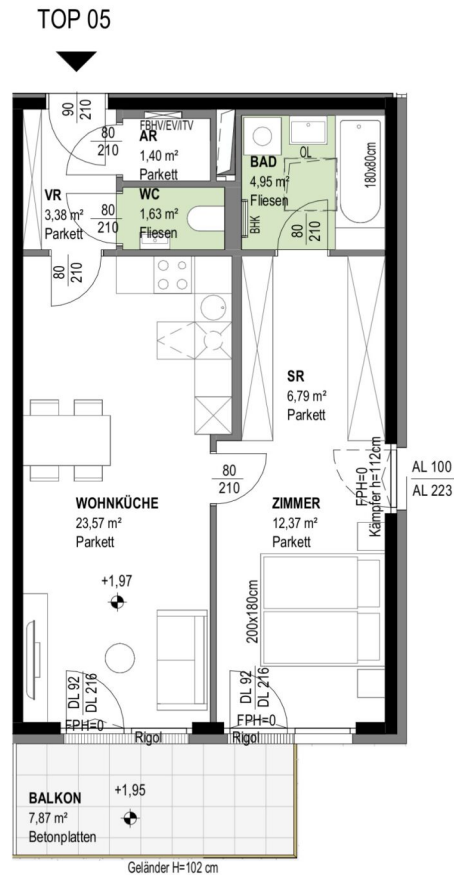 TOP 05
90
210
FBHV/EV/ITV
80
210
AR
1,40 m²
Parkett
OL
BAD
4,95 m²
Fliesen
180x80cm
VR
3,38 m²
Parkett
80
210
WC
1,63 m²
Fliesen
BHK
80
210
80
210
SR
6,79 m²
Parkett
80
210
FPH=0
Kämpfer h=112cm
AL 100
AL 223
WOHNKÜCHE
23,57 m²
Parkett
ZIMMER
12,37 m²
Parkett
+1,97
200x180cm
DL 92
DL 216
FPH=0
DL 92
DL 216
FPH=0
Rigol
Rigol
BALKON
7,87 m²
Betonplatten
+1,95
Geländer H=102 cm